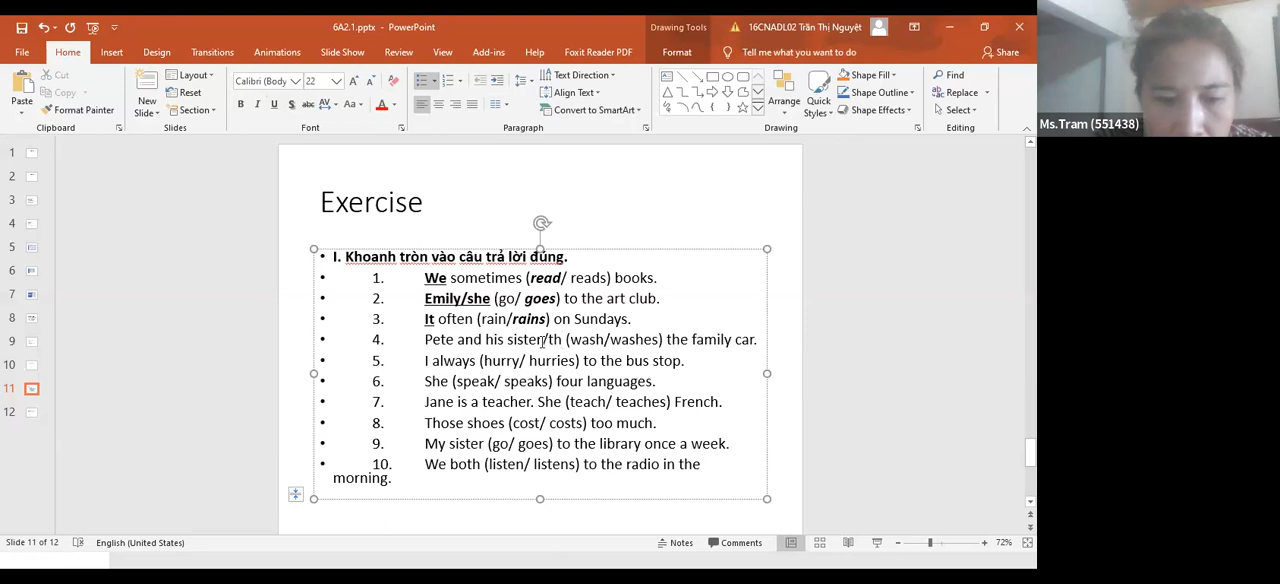 6A2.1.pptx - PowerPoint
Drawing Tools
16CNADL02 Trần Thị Nguyệt
File Home Insert Design Transitions Animations Slide Show Review View Add-ins Help Foxit Reader PDF Format Tell me what you want to do Share
Paste
Cut
Copy
Format Painter
Clipboard
New
Slide
Layout
Reset
Section
Slides
Calibri (Body) 22
B I U S abc AV Aa A
Font
Text Direction
Align Text
Convert to SmartArt
Paragraph
Arrange
Quick
Styles
Shape Fill
Shape Outline
Shape Effects
Drawing
Find
Replace
Select
Editing
Ms.Tram (551438)
1
2
3
4
5
6
7
8
9
10
11
12
Exercise
• I. Khoanh tròn vào câu trả lời đúng.
• 1. We sometimes (read/ reads) books.
• 2. Emily/she (go/ goes) to the art club.
• 3. It often (rain/rains) on Sundays.
• 4. Pete and his sister/th (wash/washes) the family car.
• 5. I always (hurry/ hurries) to the bus stop.
• 6. She (speak/ speaks) four languages.
• 7. Jane is a teacher. She (teach/ teaches) French.
• 8. Those shoes (cost/ costs) too much.
• 9. My sister (go/ goes) to the library once a week.
• 10. We both (listen/ listens) to the radio in the
morning.
Slide 11 of 12 English (United States) Notes Comments 72%